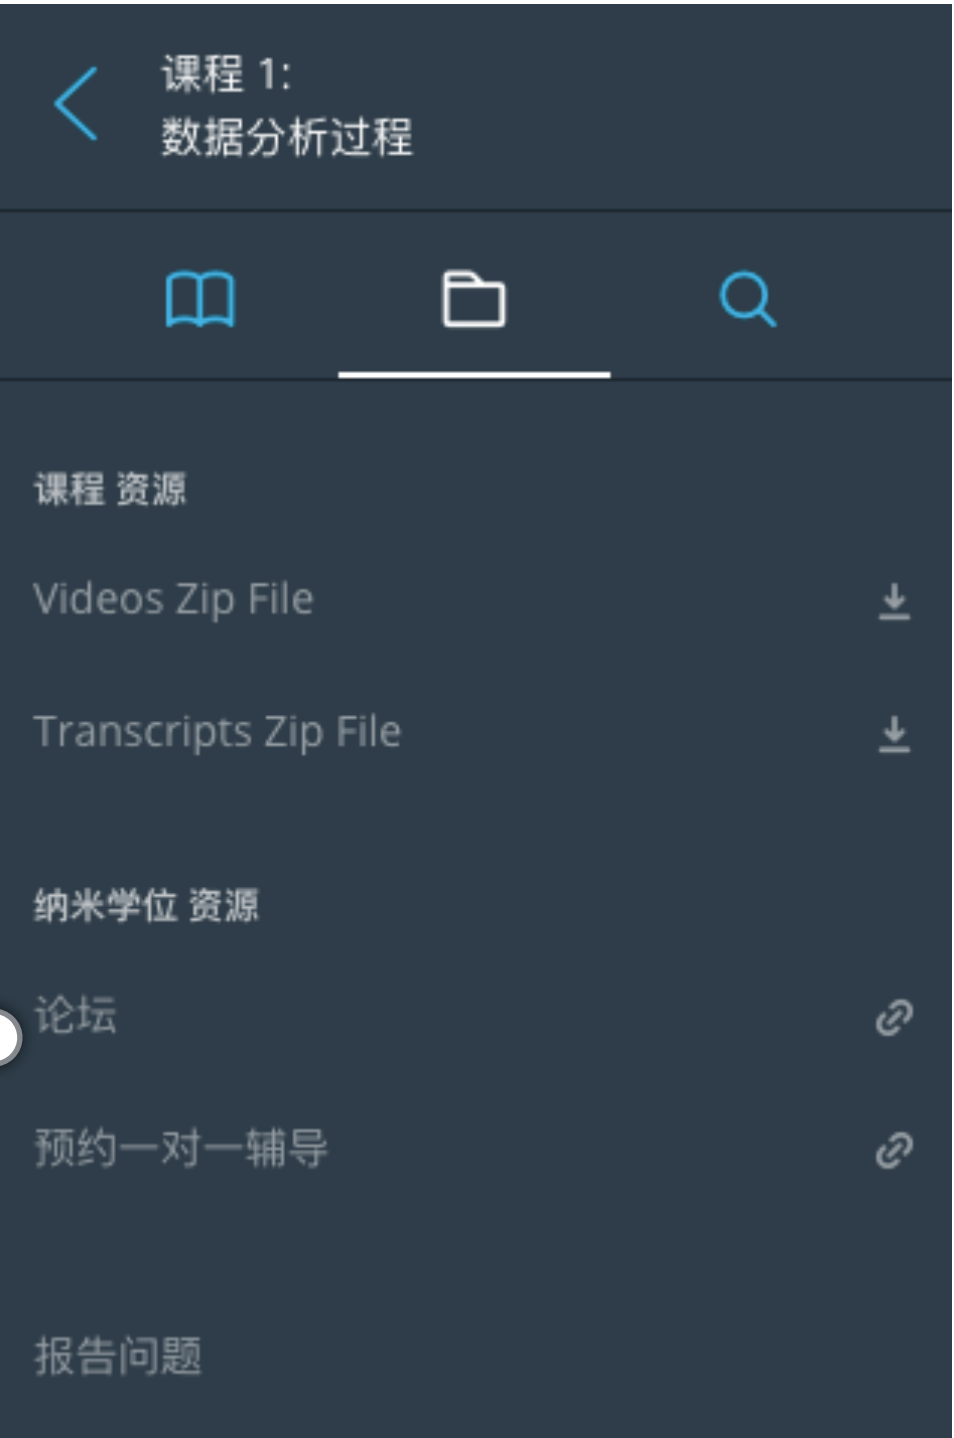 课程 1:
数据分析过程
课程 资源
Videos Zip File
Transcripts Zip File
纳米学位 资源
论坛
预约一对一辅导
报告问题